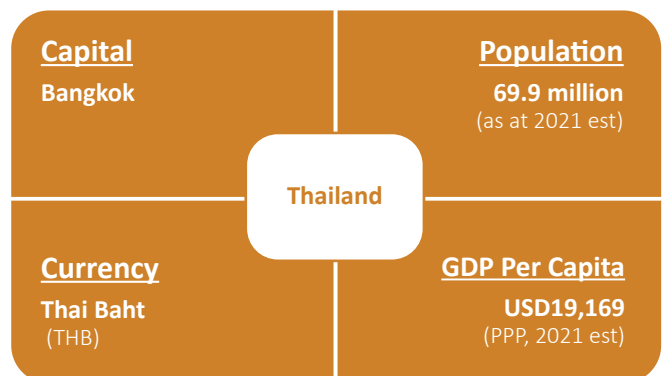 Capital
Bangkok
Population
69.9 million
(as at 2021 est)
Thailand
Currency
Thai Baht
(THB)
GDP Per Capita
USD19,169
(PPP, 2021 est)